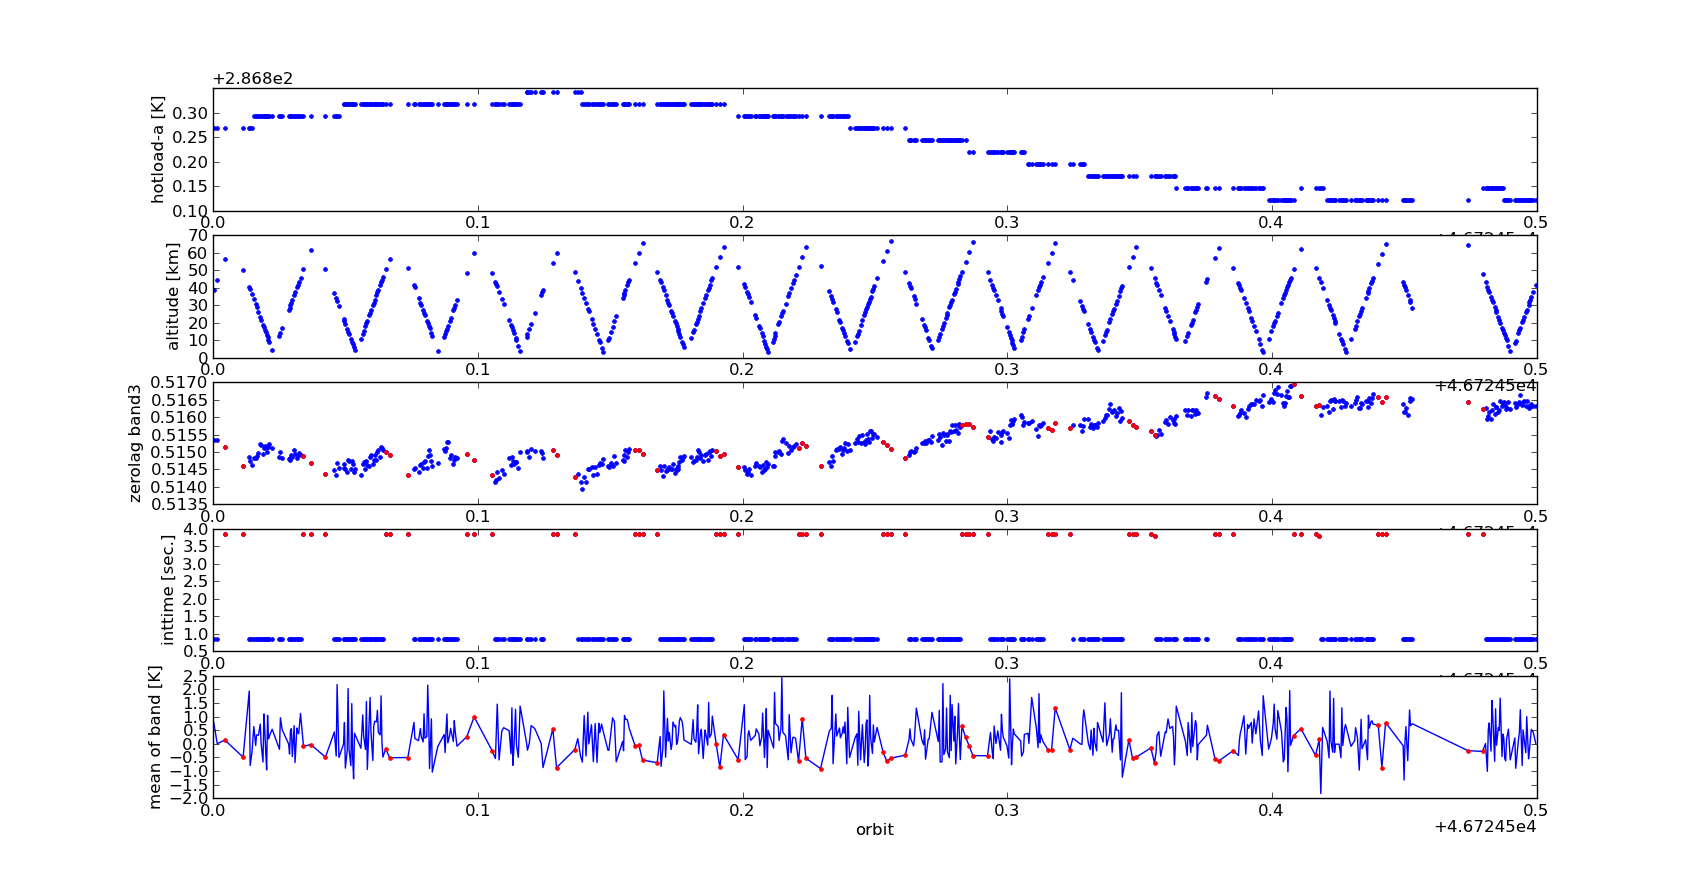 +2.868e2
hotload-a [K]
0.30
0.25
0.20
0.15
0.10
0.0 0.1 0.2 0.3 0.4 0.5
altitude [km]
70
60
50
40
30
20
10
0
0.0 0.1 0.2 0.3 0.4 0.5
+4.67245e4
zerolag band3
0.5170
0.5165
0.5160
0.5155
0.5150
0.5145
0.5140
0.5135
0.0 0.1 0.2 0.3 0.4 0.5
inttime [sec.]
4.0
3.5
3.0
2.5
2.0
1.5
1.0
0.5
0.0 0.1 0.2 0.3 0.4 0.5
mean of band [K]
2.5
2.0
1.5
1.0
0.5
0.0
−0.5
−1.0
−1.5
−2.0
0.0 0.1 0.2 0.3 0.4 0.5
orbit
+4.67245e4